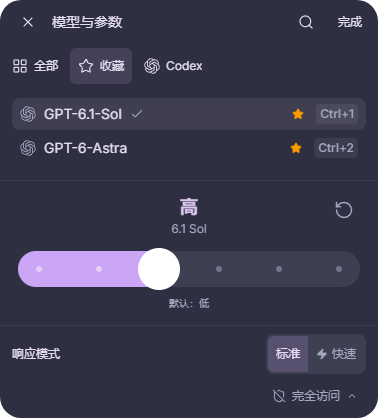 模型与参数 完成
全部 收藏 Codex
GPT-6.1-Sol Ctrl+1
GPT-6-Astra Ctrl+2
高
6.1 Sol
默认：低
响应模式 标准 快速
完全访问